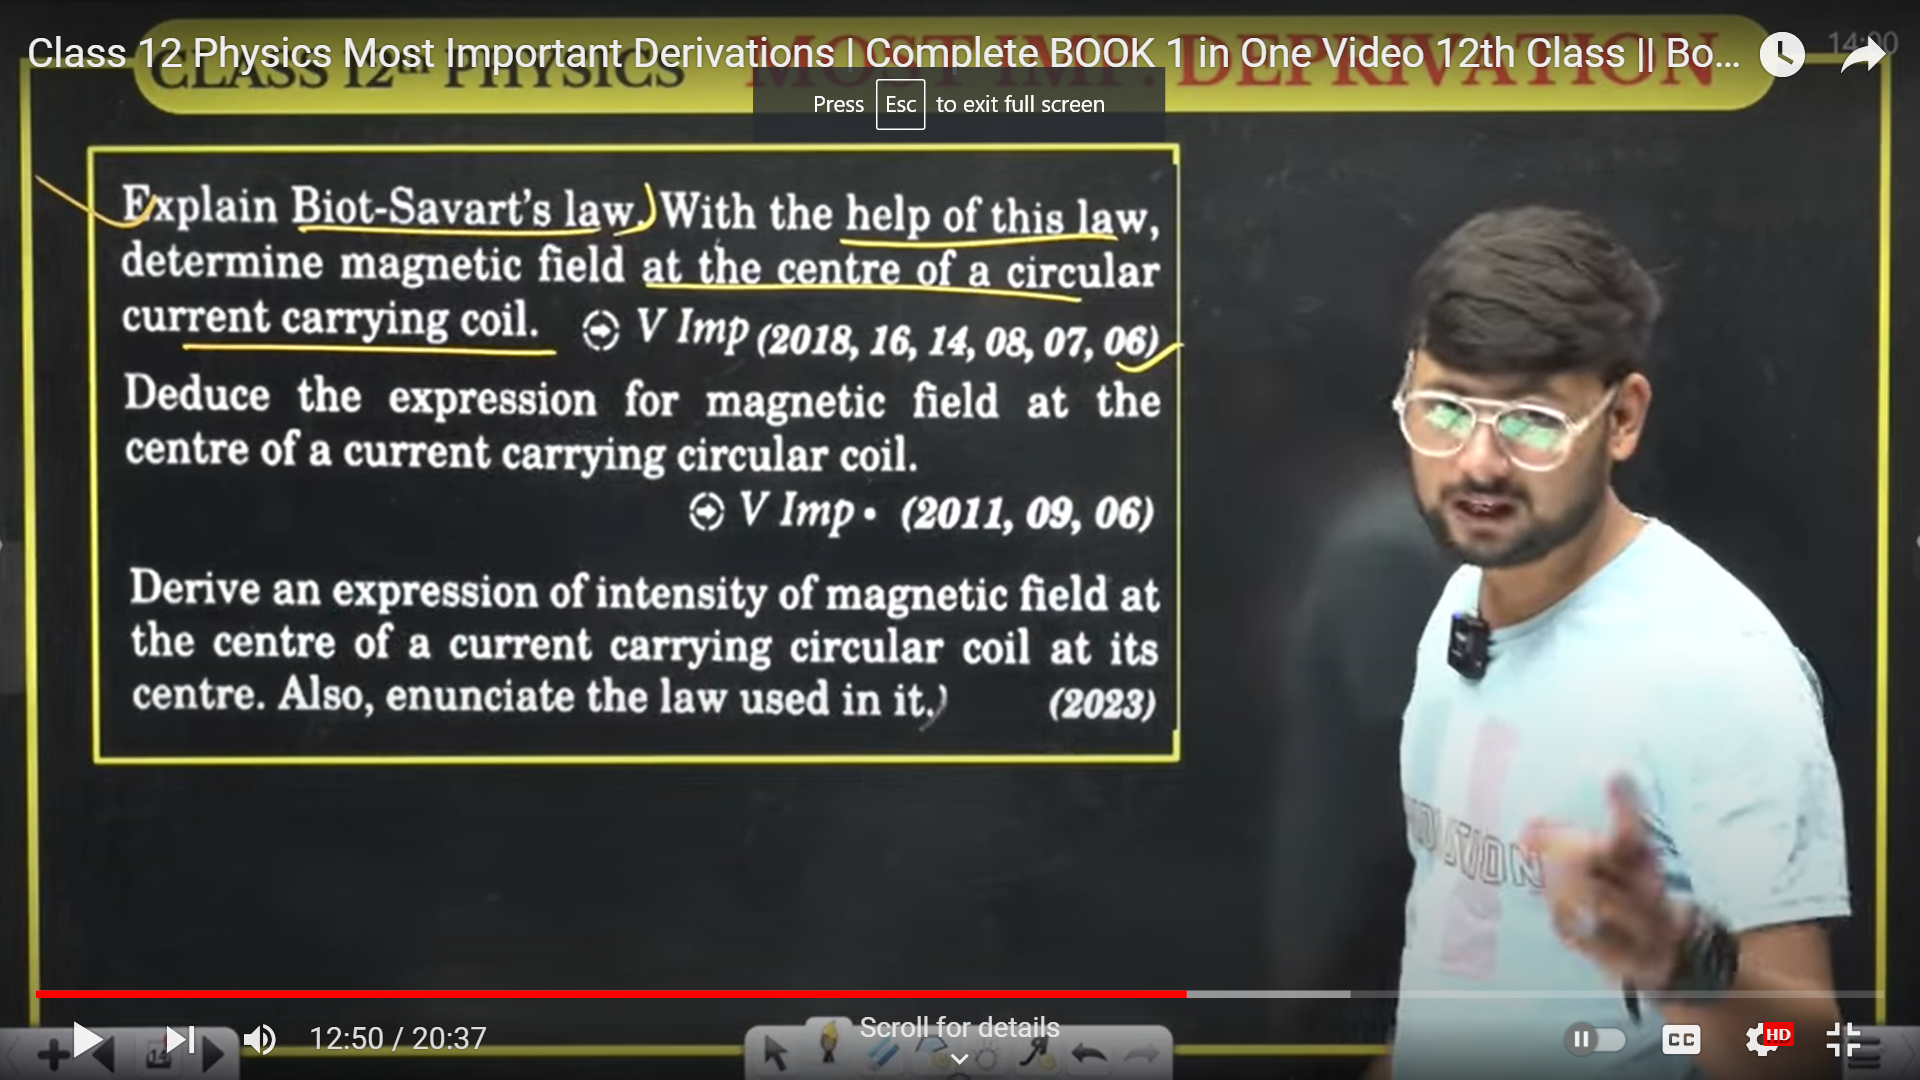 Class 12 Physics Most Important Derivations | Complete BOOK 1 in One Video 12th Class || Bo...
14:00
CLASS 12th PHYSICS MOST IMP. DEPRIVATION
Press Esc to exit full screen
Explain Biot-Savart's law. With the help of this law,
determine magnetic field at the centre of a circular
current carrying coil. V Imp (2018, 16, 14, 08, 07, 06)
Deduce the expression for magnetic field at the
centre of a current carrying circular coil.
V Imp • (2011, 09, 06)
Derive an expression of intensity of magnetic field at
the centre of a current carrying circular coil at its
centre. Also, enunciate the law used in it.) (2023)
12:50 / 20:37
Scroll for details
CC
HD